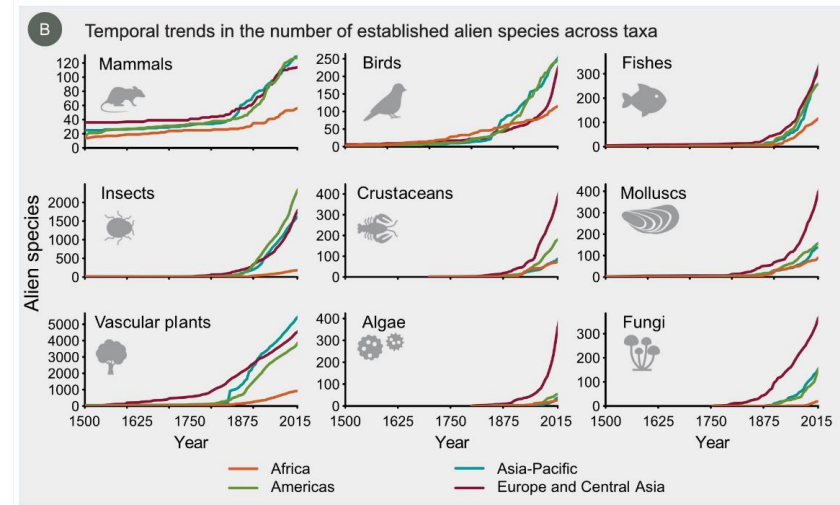 B Temporal trends in the number of established alien species across taxa
Mammals
120
100
80
60
40
20
0
Birds
250
200
150
100
50
0
Fishes
300
200
100
0
Alien species
Insects
2000
1500
1000
500
0
Crustaceans
400
300
200
100
0
Molluscs
400
300
200
100
0
Vascular plants
5000
4000
3000
2000
1000
0
Algae
400
300
200
100
0
Fungi
300
200
100
0
1500 1625 1750 1875 2015
1500 1625 1750 1875 2015
1500 1625 1750 1875 2015
Year Year Year
Africa Asia-Pacific
Americas Europe and Central Asia